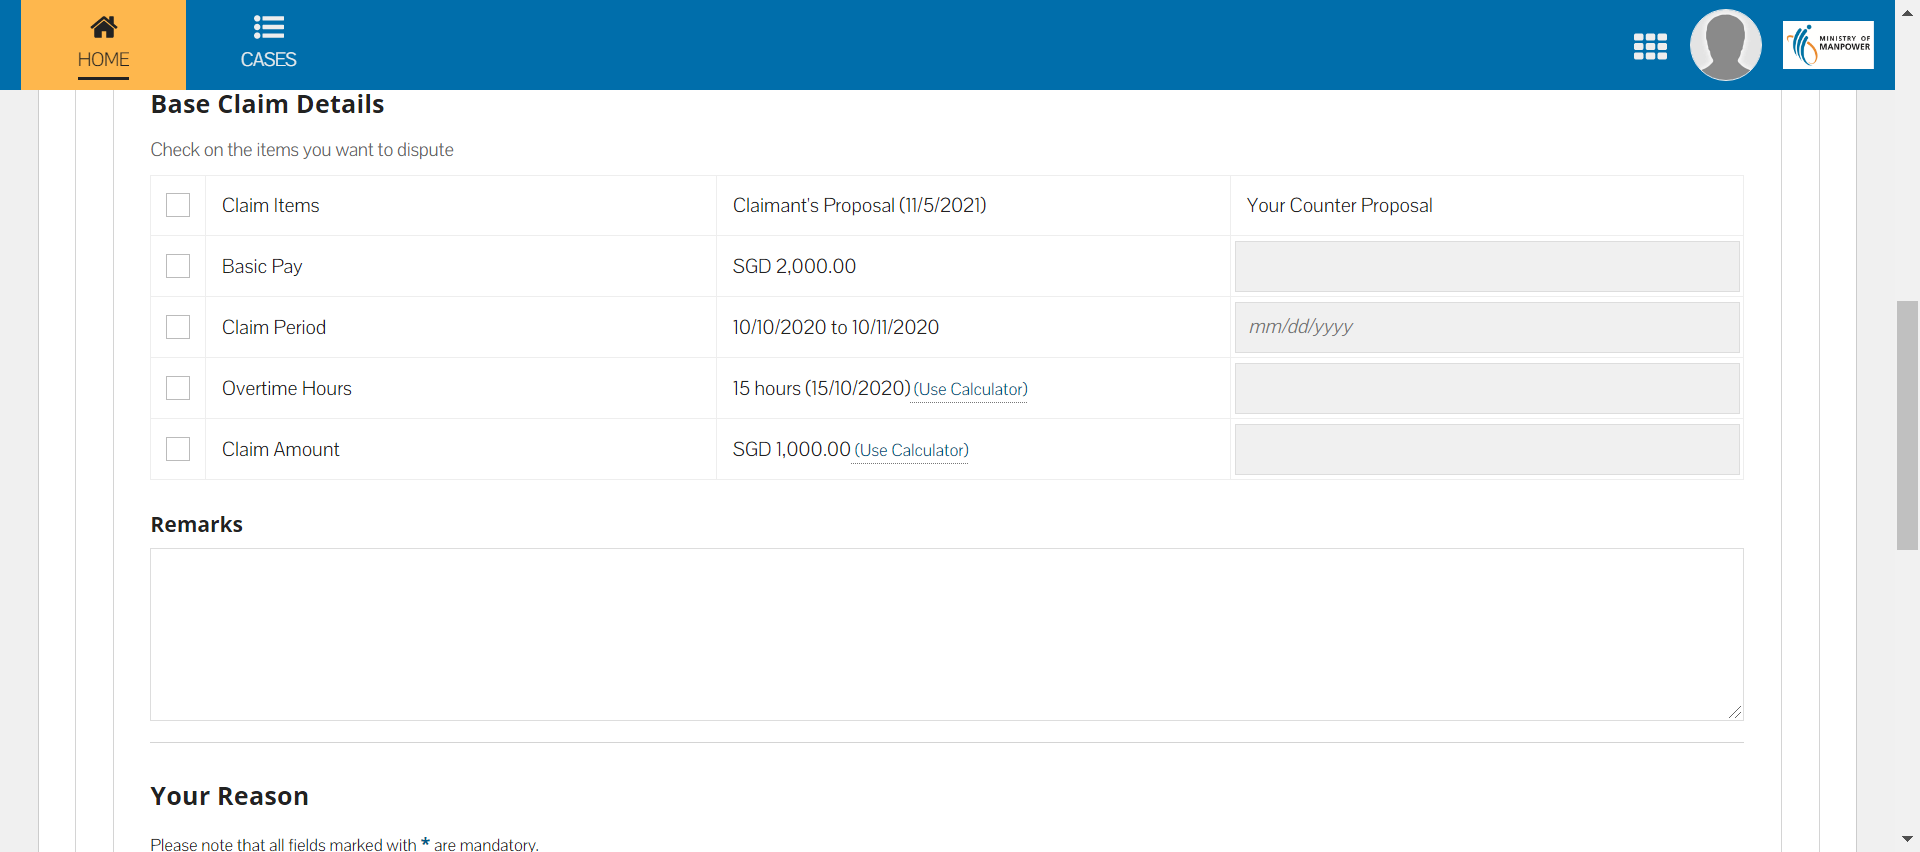 HOME
CASES
MINISTRY OF
MANPOWER
Base Claim Details
Check on the items you want to dispute
Claim Items Claimant's Proposal (11/5/2021) Your Counter Proposal
Basic Pay SGD 2,000.00
Claim Period 10/10/2020 to 10/11/2020 mm/dd/yyyy
Overtime Hours 15 hours (15/10/2020) (Use Calculator)
Claim Amount SGD 1,000.00 (Use Calculator)
Remarks
Your Reason
Please note that all fields marked with * are mandatory.